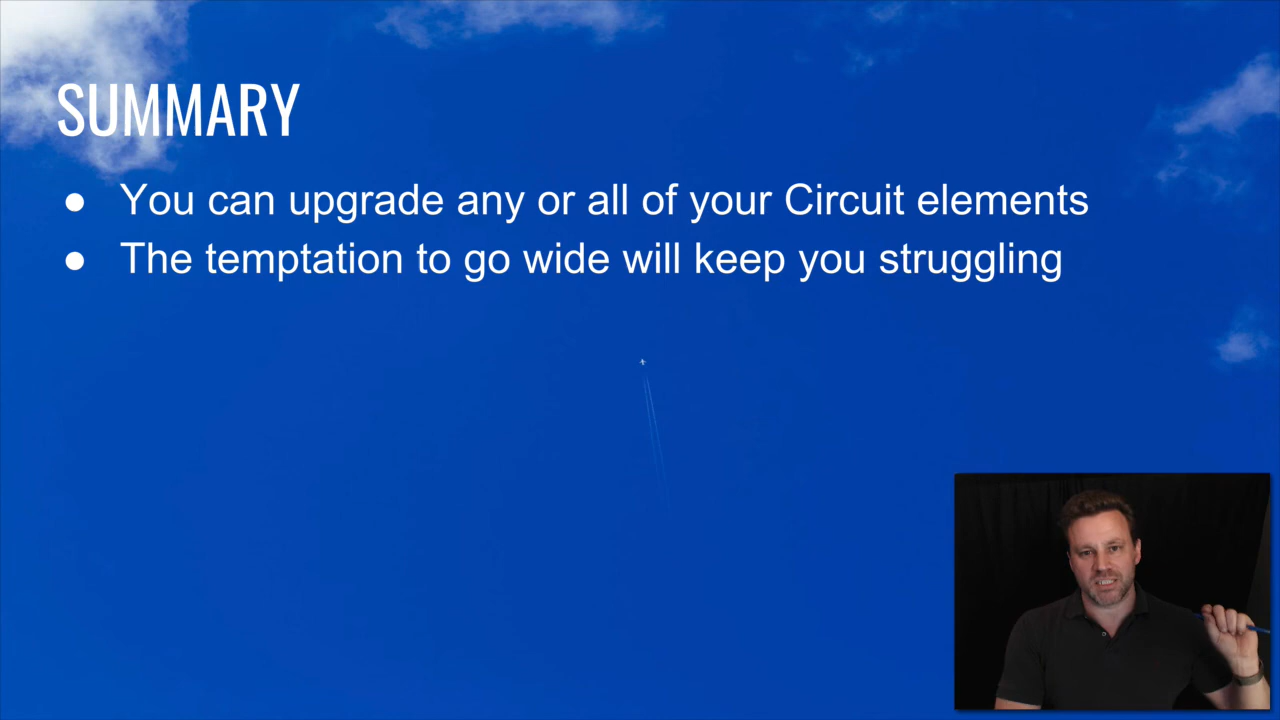 SUMMARY
● You can upgrade any or all of your Circuit elements
● The temptation to go wide will keep you struggling